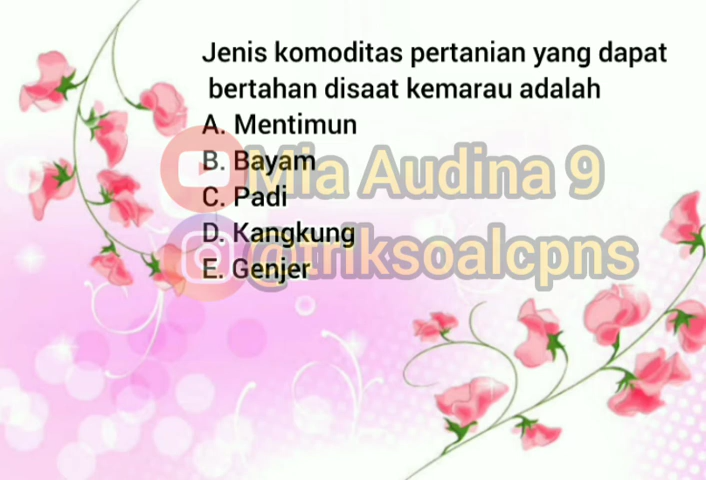 Jenis komoditas pertanian yang dapat
bertahan disaat kemarau adalah
A. Mentimun
B. Bayam
Mia Audina 9
C. Padi
D. Kangkung
@triksoalcpns
E. Genjer